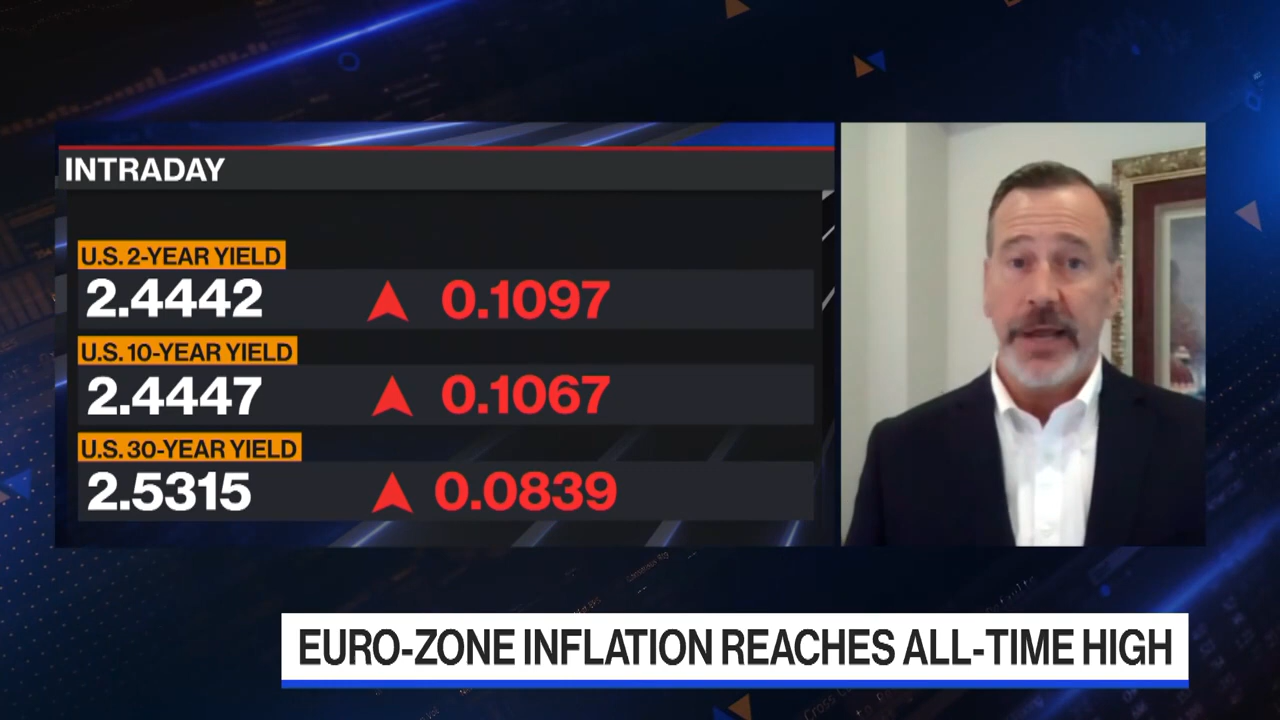 INTRADAY
U.S. 2-YEAR YIELD
2.4442 ▲ 0.1097
U.S. 10-YEAR YIELD
2.4447 ▲ 0.1067
U.S. 30-YEAR YIELD
2.5315 ▲ 0.0839
EURO-ZONE INFLATION REACHES ALL-TIME HIGH